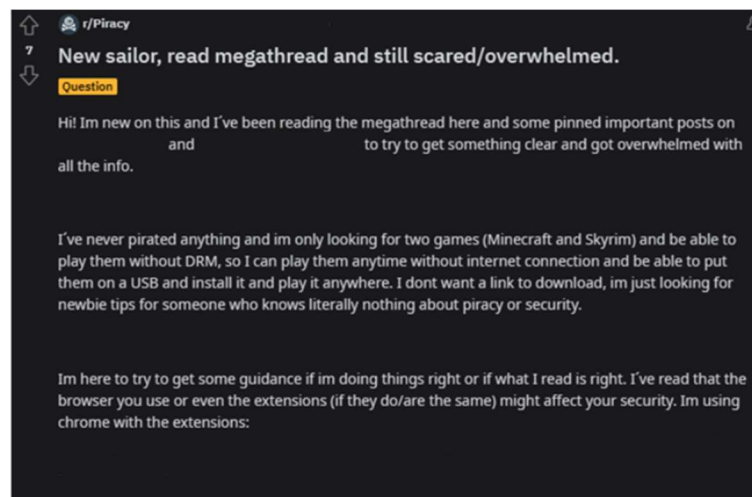 r/Piracy
7
New sailor, read megathread and still scared/overwhelmed.
Question
Hi! Im new on this and I´ve been reading the megathread here and some pinned important posts on
and to try to get something clear and got overwhelmed with
all the info.
I´ve never pirated anything and im only looking for two games (Minecraft and Skyrim) and be able to
play them without DRM, so I can play them anytime without internet connection and be able to put
them on a USB and install it and play it anywhere. I dont want a link to download, im just looking for
newbie tips for someone who knows literally nothing about piracy or security.
Im here to try to get some guidance if im doing things right or if what I read is right. I´ve read that the
browser you use or even the extensions (if they do/are the same) might affect your security. Im using
chrome with the extensions: